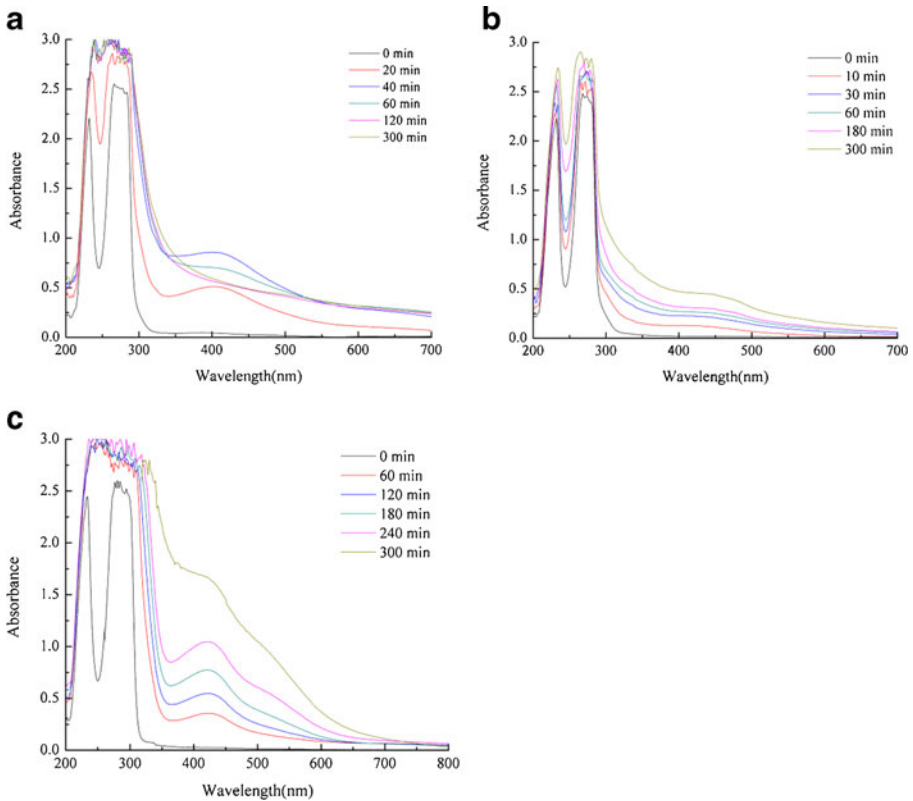 a
3.0
2.5
2.0
1.5
1.0
0.5
0.0
Absorbance
200 300 400 500 600 700
Wavelength(nm)
0 min
20 min
40 min
60 min
120 min
300 min
b
3.0
2.5
2.0
1.5
1.0
0.5
0.0
Absorbance
200 300 400 500 600 700
Wavelength(nm)
0 min
10 min
30 min
60 min
180 min
300 min
c
3.0
2.5
2.0
1.5
1.0
0.5
0.0
Absorbance
200 300 400 500 600 700 800
Wavelength(nm)
0 min
60 min
120 min
180 min
240 min
300 min